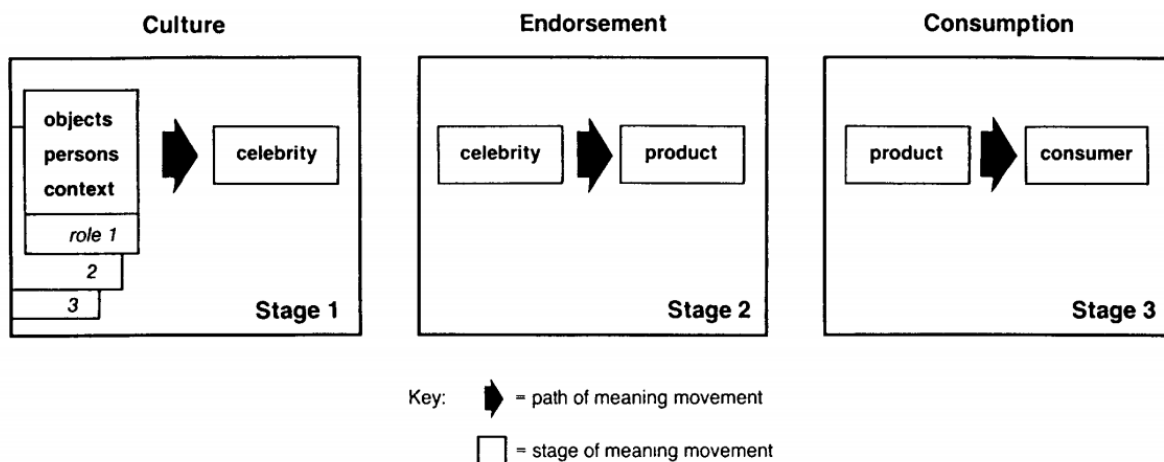 Culture
Endorsement
Consumption
objects
persons
context
role 1
2
3
celebrity
Stage 1
celebrity
product
Stage 2
product
consumer
Stage 3
Key:
= path of meaning movement
= stage of meaning movement